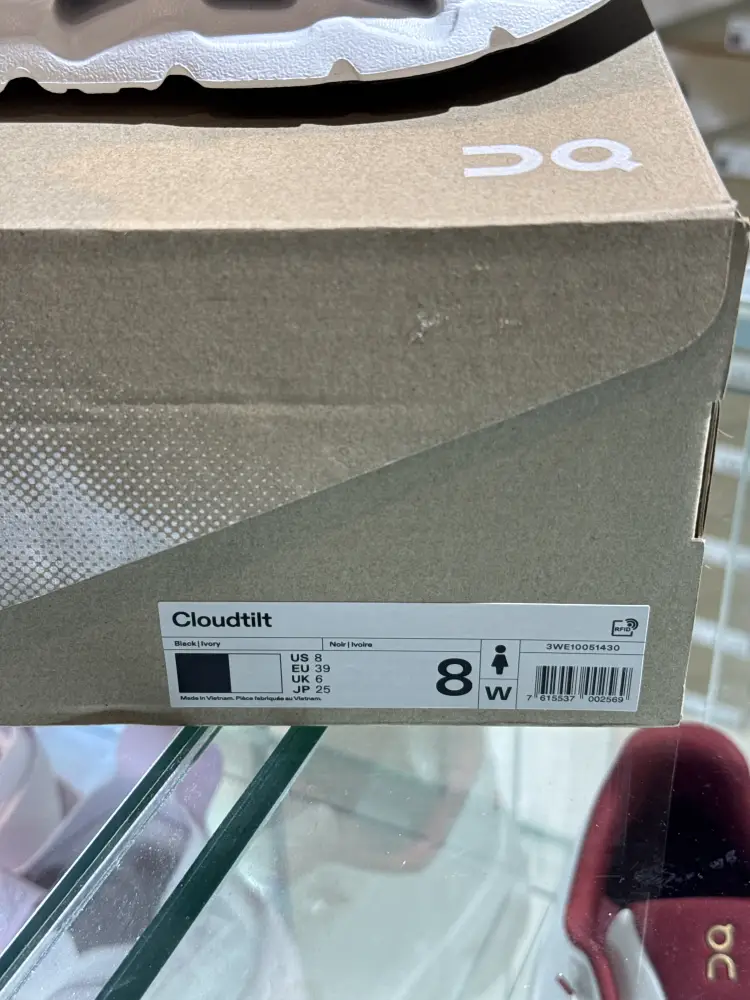 Cloudtilt
RFID
Black | Ivory
Noir | Ivoire
3WE10051430
US 8
EU 39
UK 6
JP 25
8
W
Made in Vietnam. Pièce fabriquée au Vietnam.
7 615537 002569